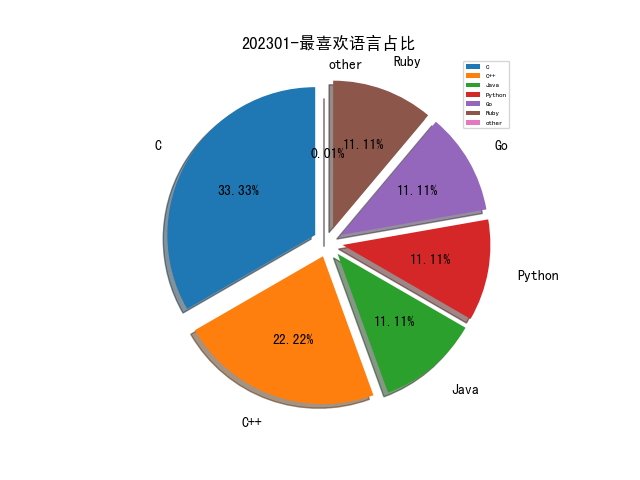 202301-最喜欢语言占比
other
Ruby
C
C++
Java
Python
Go
Ruby
other
C
Go
0.01%
11.11%
33.33%
11.11%
11.11%
Python
11.11%
22.22%
Java
C++